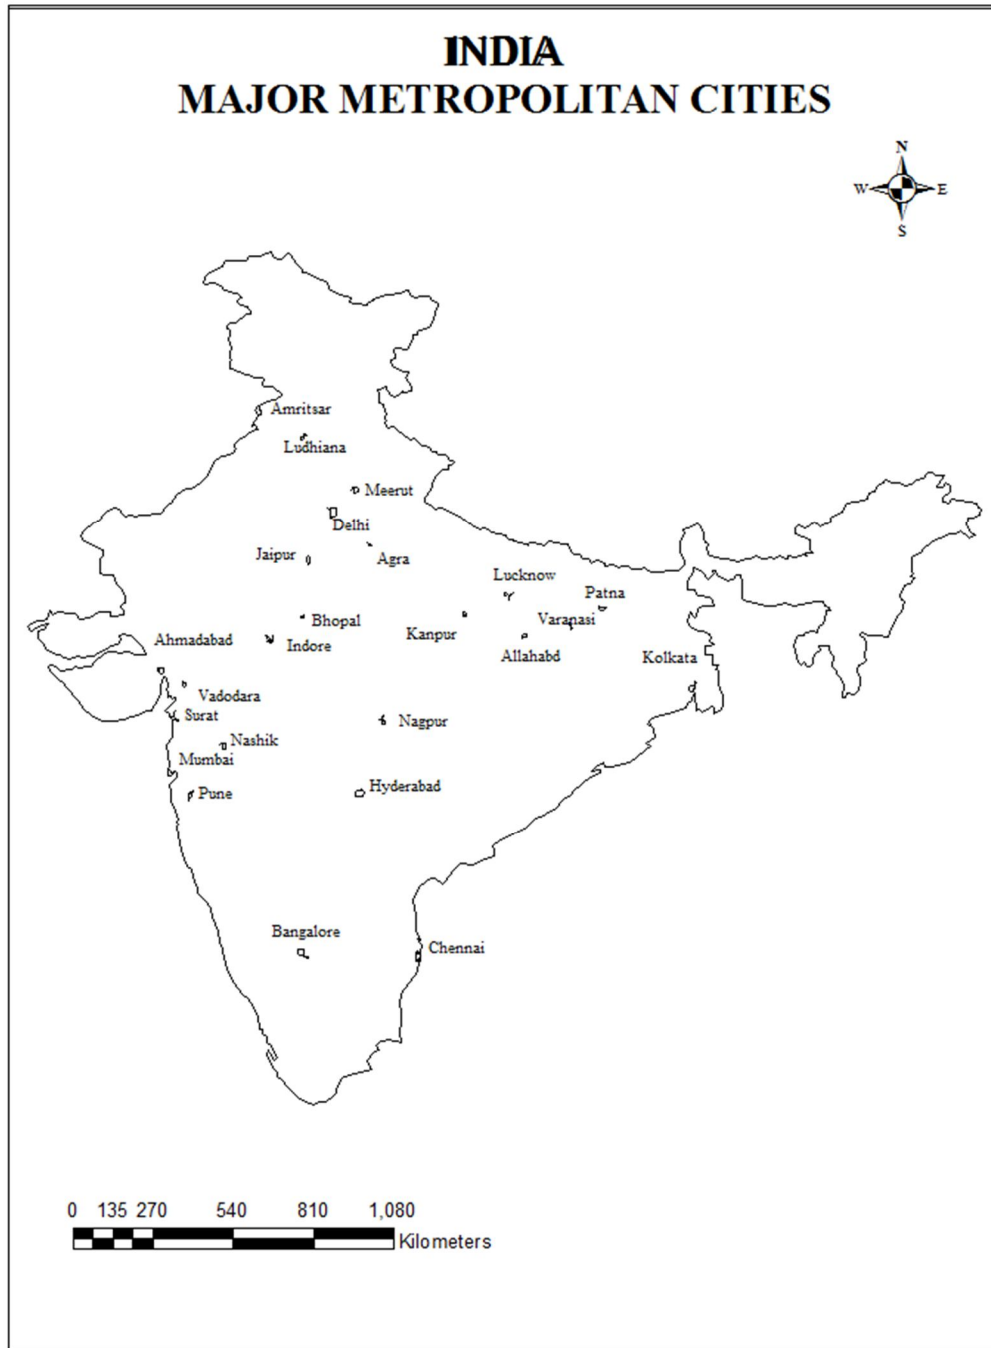 INDIA
MAJOR METROPOLITAN CITIES
N
W E
S
Amritsar
Ludhiana
Meerut
Delhi
Jaipur
Agra
Lucknow
Patna
Bhopal
Kanpur
Varanasi
Ahmadabad
Indore
Allahabd
Kolkata
Vadodara
Surat
Nagpur
Nashik
Mumbai
Hyderabad
Pune
Bangalore
Chennai
0 135 270 540 810 1,080
Kilometers